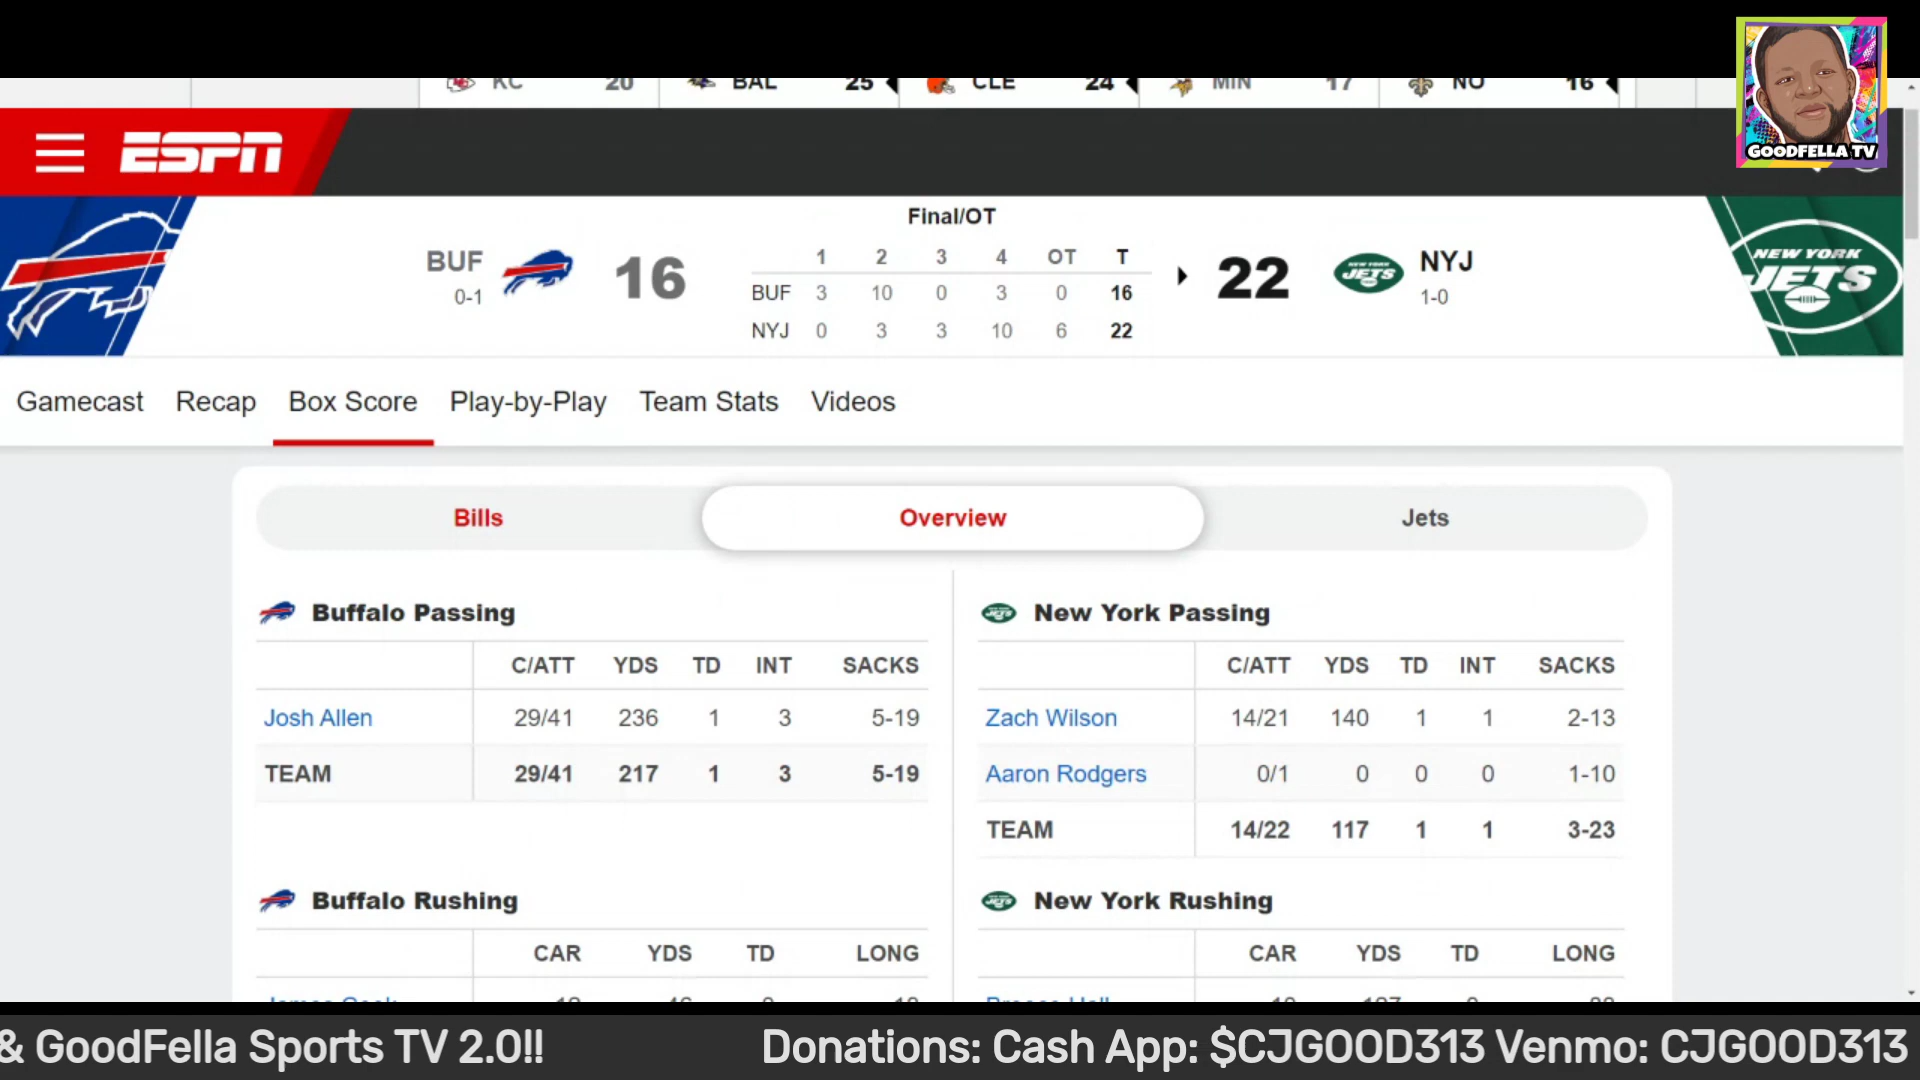 KC 20 BAL 25 CLE 24 MIN 17 NO 16
GOODFELLA TV
ESPN
Final/OT
BUF 16 1 2 3 4 OT T 22 NYJ
0-1 BUF 3 10 0 3 0 16 1-0
NYJ 0 3 3 10 6 22
NEW YORK
JETS
NEW YORK
JETS
Gamecast Recap Box Score Play-by-Play Team Stats Videos
Bills Overview Jets
Buffalo Passing
C/ATT YDS TD INT SACKS
Josh Allen 29/41 236 1 3 5-19
TEAM 29/41 217 1 3 5-19
New York Passing
C/ATT YDS TD INT SACKS
Zach Wilson 14/21 140 1 1 2-13
Aaron Rodgers 0/1 0 0 0 1-10
TEAM 14/22 117 1 1 3-23
Buffalo Rushing
CAR YDS TD LONG
New York Rushing
CAR YDS TD LONG
& GoodFella Sports TV 2.0!! Donations: Cash App: $CJGOOD313 Venmo: CJGOOD313